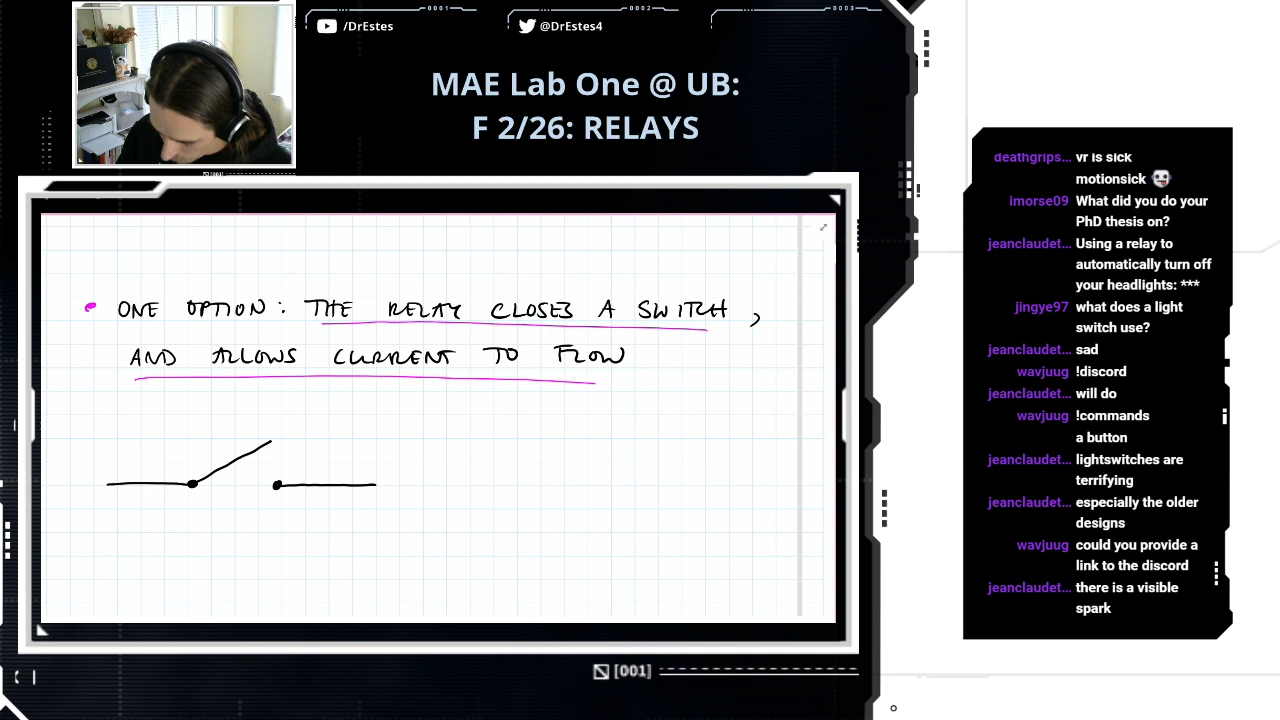 0001
0002
0003
/DrEstes
@DrEstes4
MAE Lab One @ UB:
F 2/26: RELAYS
[001]
• ONE OPTION: THE RELAY CLOSES A SWITCH,
AND ALLOWS CURRENT TO FLOW
[001]
deathgrips... vr is sick
motionsick
imorse09 What did you do your
PhD thesis on?
jeanclaudet... Using a relay to
automatically turn off
your headlights: ***
jingye97 what does a light
switch use?
jeanclaudet... sad
wavjuug !discord
jeanclaudet... will do
wavjuug !commands
a button
jeanclaudet... lightswitches are
terrifying
jeanclaudet... especially the older
designs
wavjuug could you provide a
link to the discord
jeanclaudet... there is a visible
spark